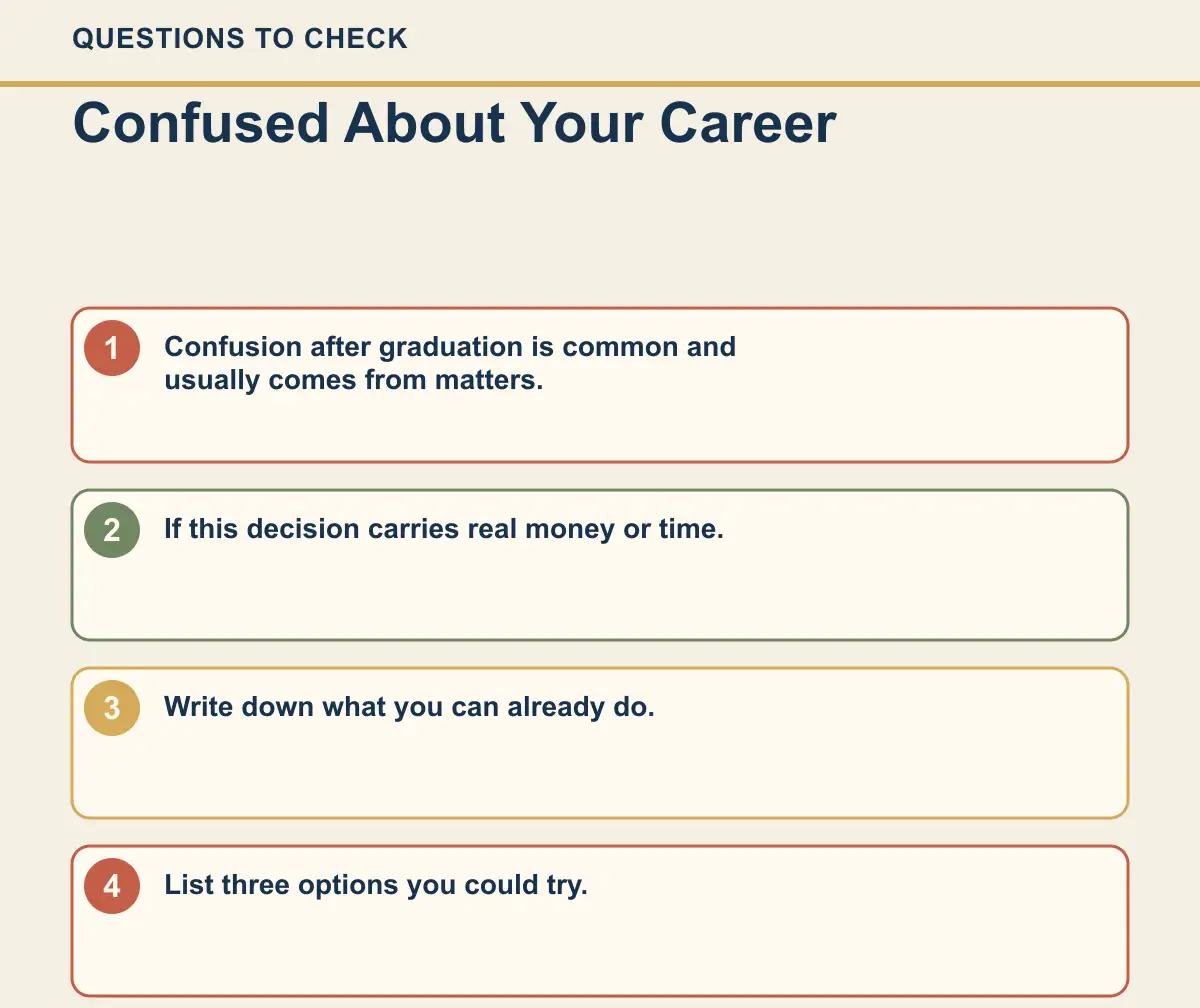 QUESTIONS TO CHECK
Confused About Your Career
1
Confusion after graduation is common and
usually comes from matters.
2
If this decision carries real money or time.
3
Write down what you can already do.
4
List three options you could try.